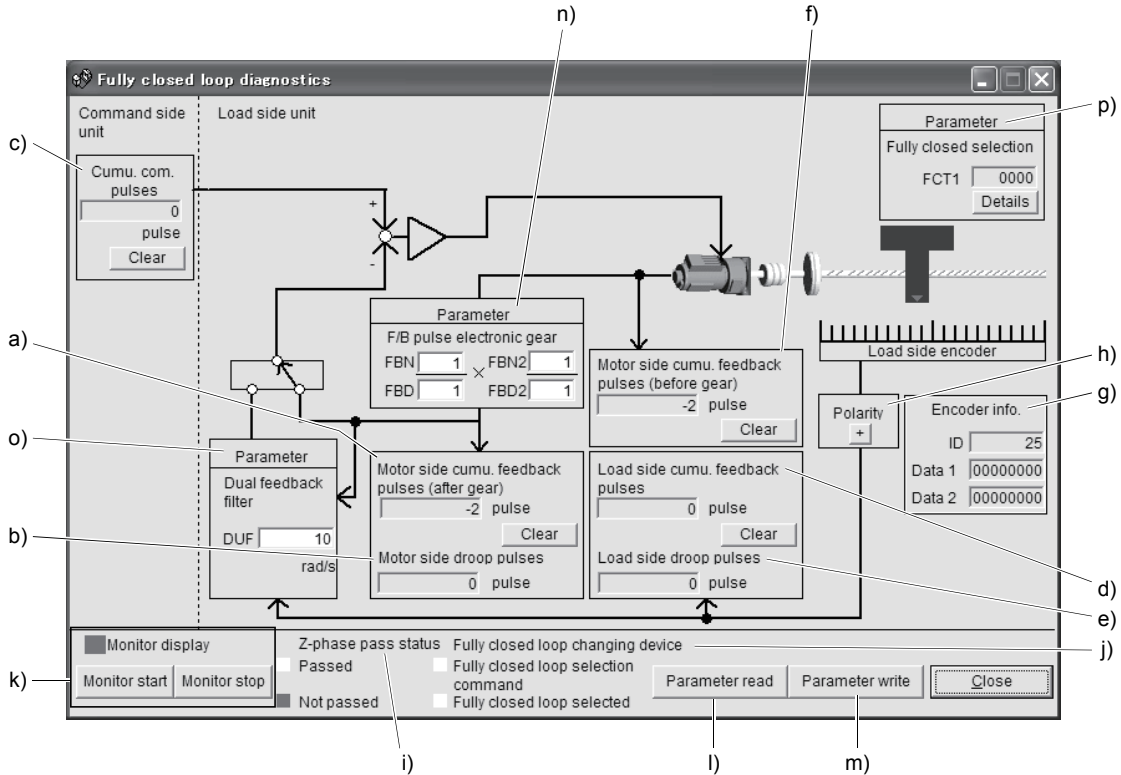 n)
f)
Fully closed loop diagnostics
p)
Command side
unit
Load side unit
Parameter
Fully closed selection
FCT1 0000
Details
c)
Cumu. com.
pulses
0
pulse
Clear
+
-
Parameter
F/B pulse electronic gear
FBN 1 × FBN2 1
FBD 1 FBD2 1
a)
Load side encoder
h)
Motor side cumu. feedback
pulses (before gear)
-2 pulse
Clear
g)
Polarity
+
Encoder info.
ID 25
Data 1 00000000
Data 2 00000000
o)
Parameter
Dual feedback
filter
DUF 10
rad/s
Motor side cumu. feedback
pulses (after gear)
-2 pulse
Clear
b)
Motor side droop pulses
0 pulse
Load side cumu. feedback
pulses
0 pulse
Clear
Load side droop pulses
0 pulse
d)
e)
j)
k)
Monitor display
Monitor start Monitor stop
Z-phase pass status
Passed
Not passed
Fully closed loop changing device
Fully closed loop selection
command
Fully closed loop selected
Parameter read
Parameter write
Close
i)
l)
m)